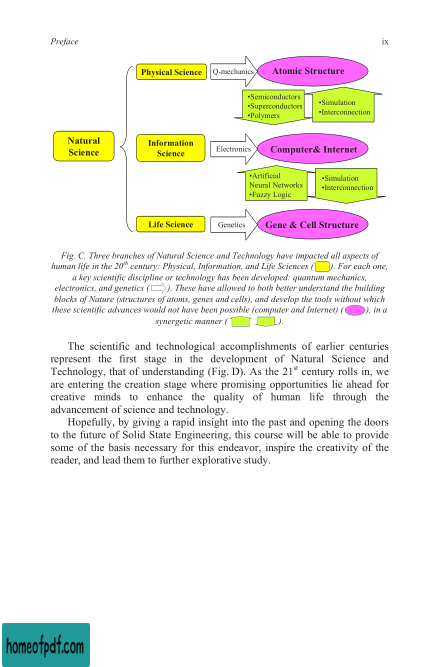 Preface ix
Physical Science Q-mechanics Atomic Structure
•Semiconductors
•Superconductors
•Polymers
•Simulation
•Interconnection
Natural
Science
Information
Science
Electronics Computer& Internet
•Artificial
Neural Networks
•Fuzzy Logic
•Simulation
•Interconnection
Life Science Genetics Gene & Cell Structure
Fig. C. Three branches of Natural Science and Technology have impacted all aspects of
human life in the 20th century: Physical, Information, and Life Sciences ( ). For each one,
a key scientific discipline or technology has been developed: quantum mechanics,
electronics, and genetics ( ). These have allowed to both better understand the building
blocks of Nature (structures of atoms, genes and cells), and develop the tools without which
these scientific advances would not have been possible (computer and Internet) ( ), in a
synergetic manner ( ).
The scientific and technological accomplishments of earlier centuries
represent the first stage in the development of Natural Science and
Technology, that of understanding (Fig. D). As the 21st century rolls in, we
are entering the creation stage where promising opportunities lie ahead for
creative minds to enhance the quality of human life through the
advancement of science and technology.
Hopefully, by giving a rapid insight into the past and opening the doors
to the future of Solid State Engineering, this course will be able to provide
some of the basis necessary for this endeavor, inspire the creativity of the
reader, and lead them to further explorative study.
homeofpdf.com